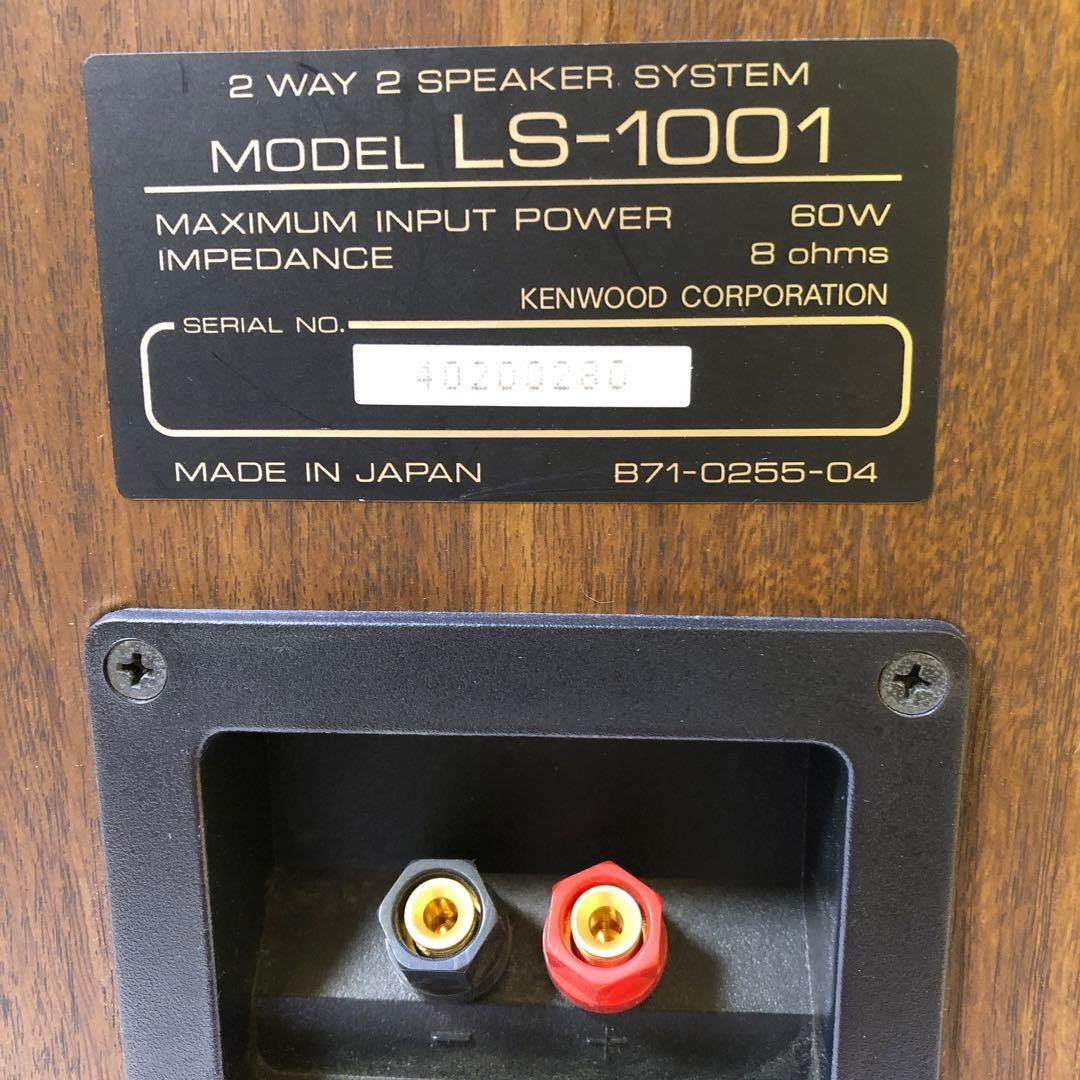 2 WAY 2 SPEAKER SYSTEM
MODEL LS-1001
MAXIMUM INPUT POWER 60W
IMPEDANCE 8 ohms
KENWOOD CORPORATION
SERIAL NO.
40200280
MADE IN JAPAN B71-0255-04
- +